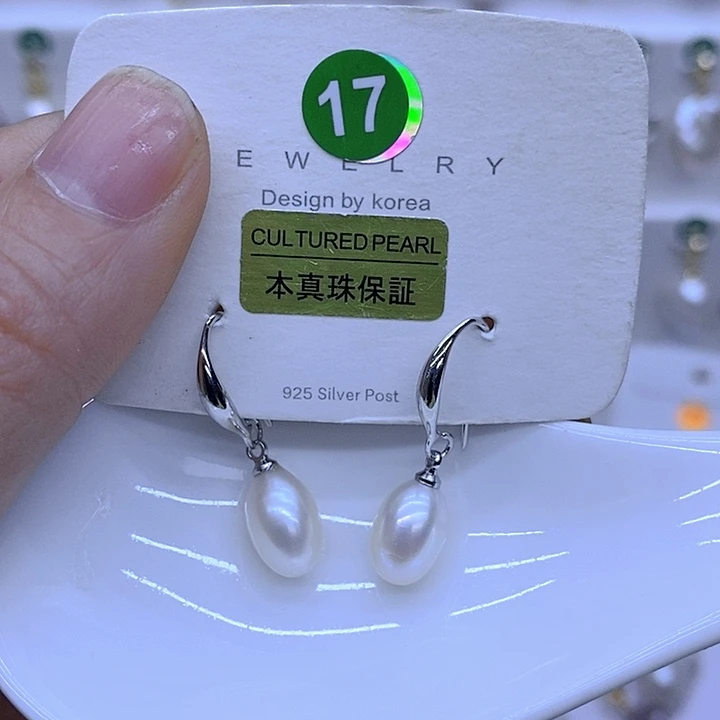 17
EWELRY
Design by korea
CULTURED PEARL
本真珠保証
925 Silver Post